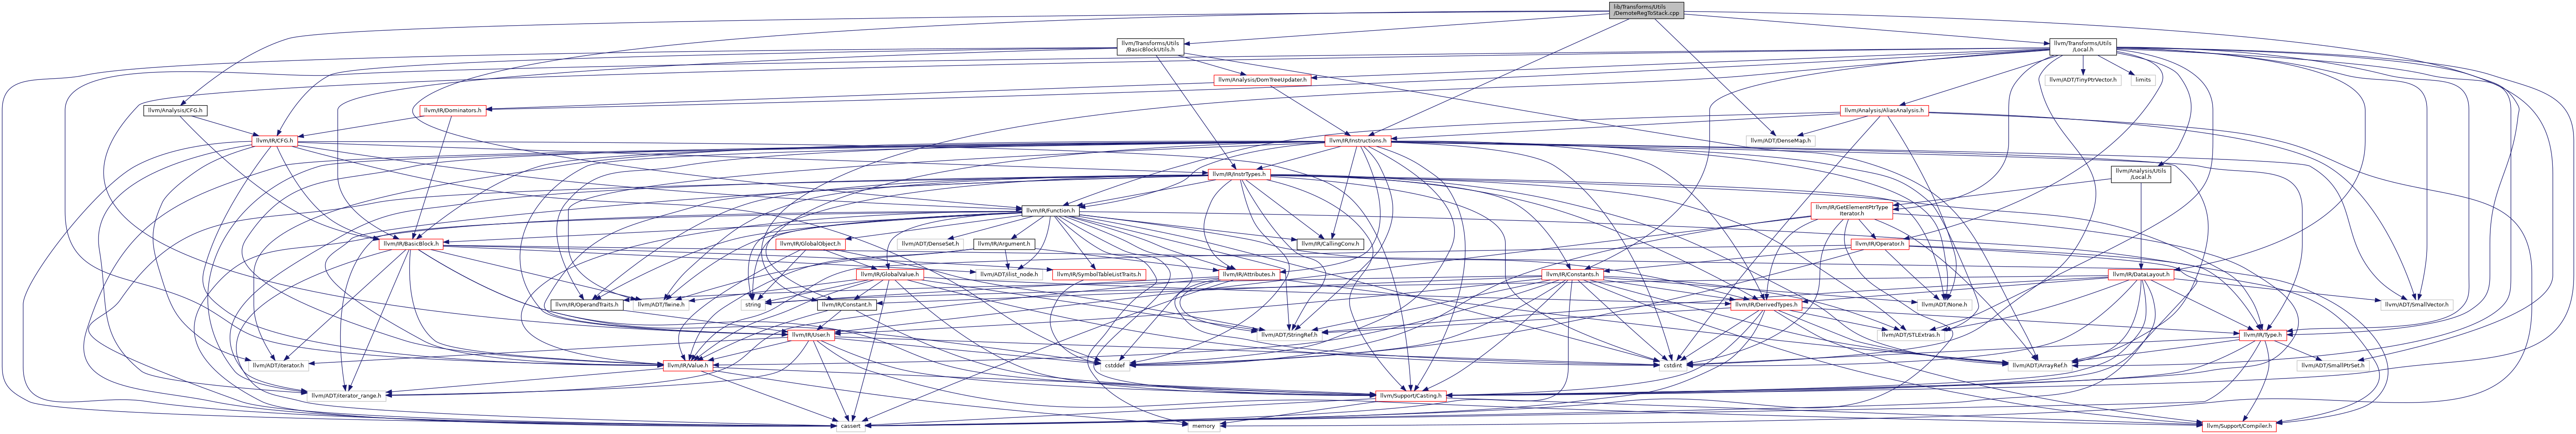 lib/Transforms/Utils
/DemoteRegToStack.cpp
llvm/Transforms/Utils
/BasicBlockUtils.h
llvm/Transforms/Utils
/Local.h
llvm/Analysis/DomTreeUpdater.h
llvm/ADT/TinyPtrVector.h
limits
llvm/Analysis/CFG.h
llvm/IR/Dominators.h
llvm/Analysis/AliasAnalysis.h
llvm/IR/CFG.h
llvm/IR/Instructions.h
llvm/ADT/DenseMap.h
llvm/IR/InstrTypes.h
llvm/Analysis/Utils
/Local.h
llvm/IR/Function.h
llvm/IR/GetElementPtrType
Iterator.h
llvm/IR/BasicBlock.h
llvm/IR/GlobalObject.h
llvm/ADT/DenseSet.h
llvm/IR/Argument.h
llvm/IR/CallingConv.h
llvm/IR/Operator.h
llvm/IR/GlobalValue.h
llvm/ADT/ilist_node.h
llvm/IR/SymbolTableListTraits.h
llvm/IR/Attributes.h
llvm/IR/Constants.h
llvm/IR/DataLayout.h
llvm/IR/OperandTraits.h
llvm/ADT/Twine.h
string
llvm/IR/Constant.h
llvm/IR/DerivedTypes.h
llvm/ADT/None.h
llvm/ADT/SmallVector.h
llvm/IR/User.h
llvm/ADT/StringRef.h
llvm/ADT/STLExtras.h
llvm/IR/Type.h
llvm/ADT/iterator.h
llvm/IR/Value.h
cstddef
cstdint
llvm/ADT/ArrayRef.h
llvm/ADT/SmallPtrSet.h
llvm/ADT/iterator_range.h
llvm/Support/Casting.h
cassert
memory
llvm/Support/Compiler.h